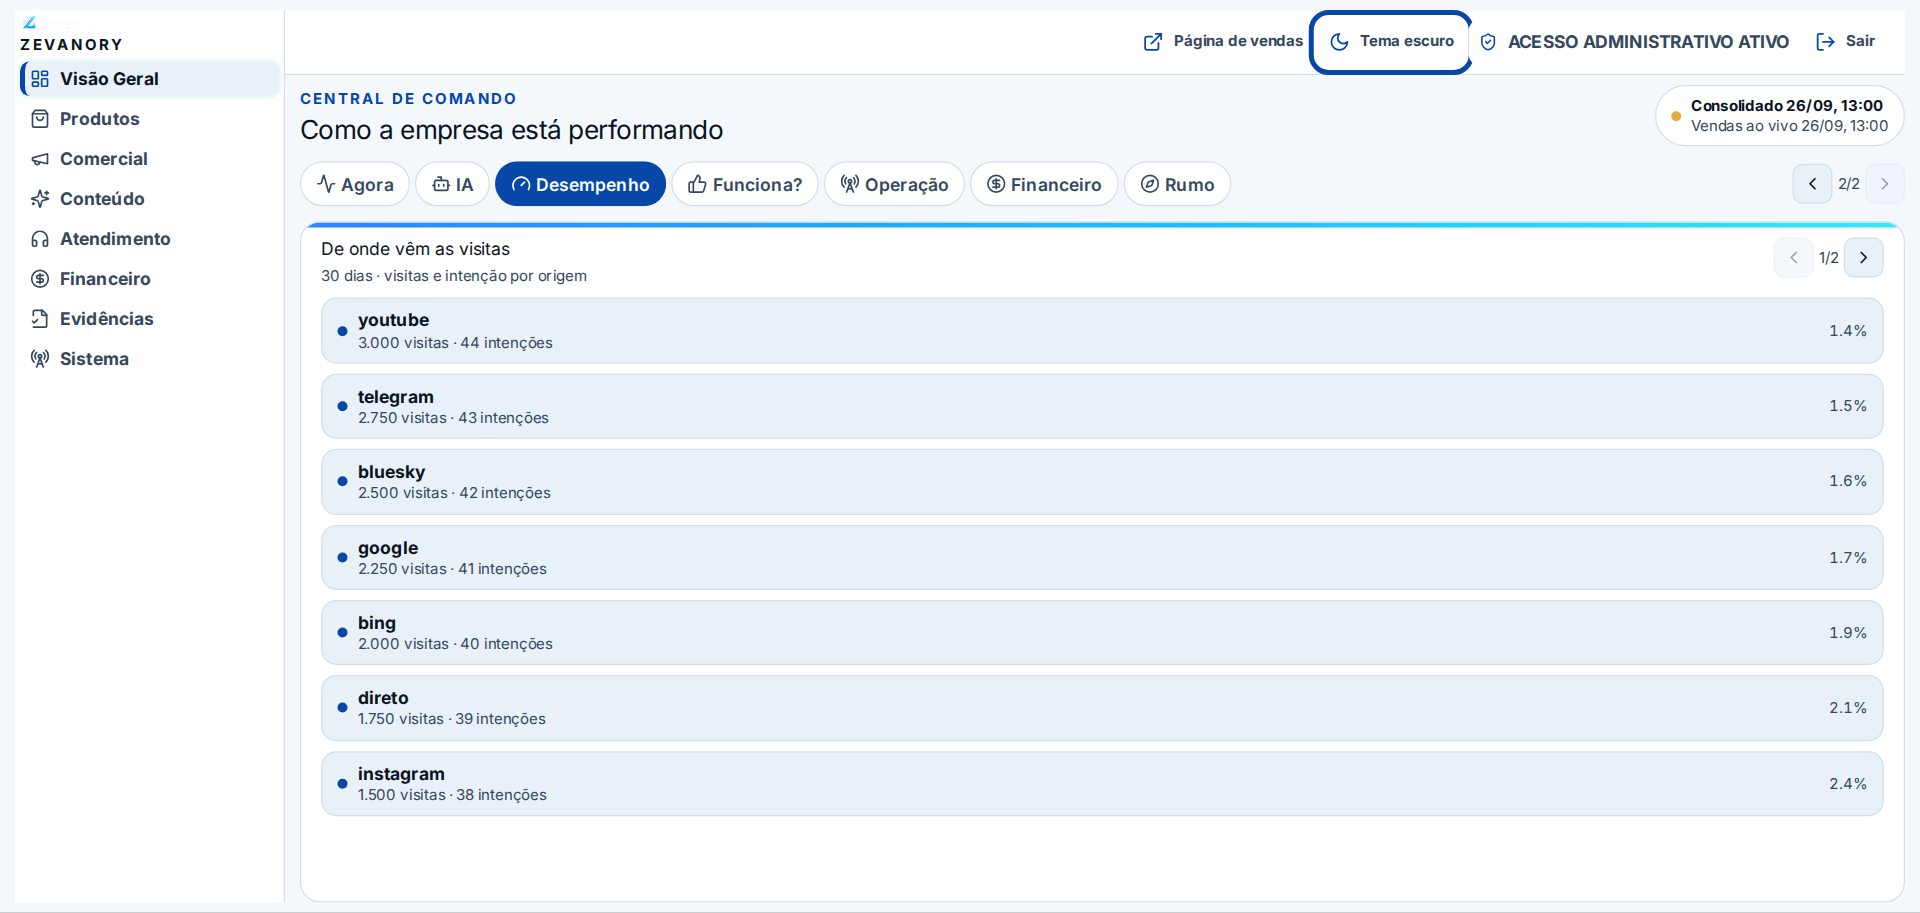 ZEVANORY
Visão Geral
Produtos
Comercial
Conteúdo
Atendimento
Financeiro
Evidências
Sistema
Página de vendas
Tema escuro
ACESSO ADMINISTRATIVO ATIVO
Sair
CENTRAL DE COMANDO
Como a empresa está performando
Consolidado 26/09, 13:00
Vendas ao vivo 26/09, 13:00
Agora
IA
Desempenho
Funciona?
Operação
Financeiro
Rumo
2/2
De onde vêm as visitas
30 dias · visitas e intenção por origem
1/2
youtube
3.000 visitas · 44 intenções
1.4%
telegram
2.750 visitas · 43 intenções
1.5%
bluesky
2.500 visitas · 42 intenções
1.6%
google
2.250 visitas · 41 intenções
1.7%
bing
2.000 visitas · 40 intenções
1.9%
direto
1.750 visitas · 39 intenções
2.1%
instagram
1.500 visitas · 38 intenções
2.4%